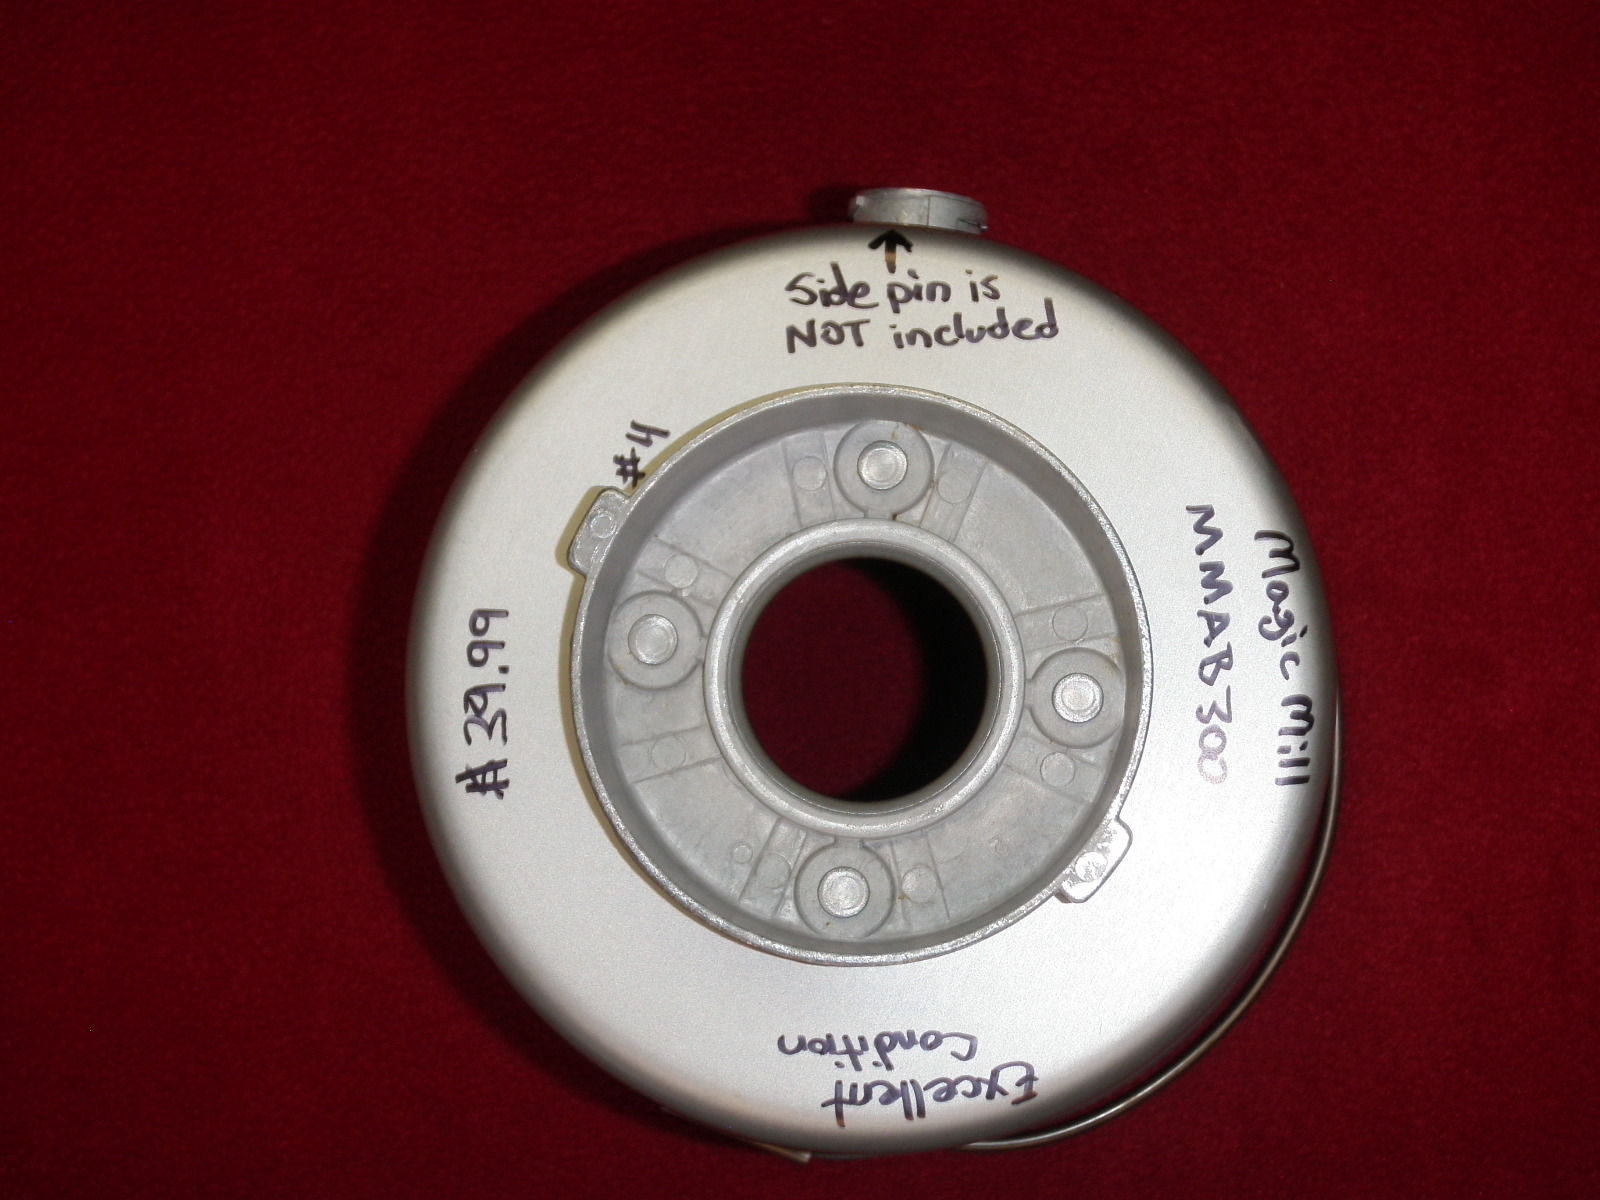 Side pin is
NOT included
#4
Magic Mill
MMAB300
Excellent
Condition
$39.99